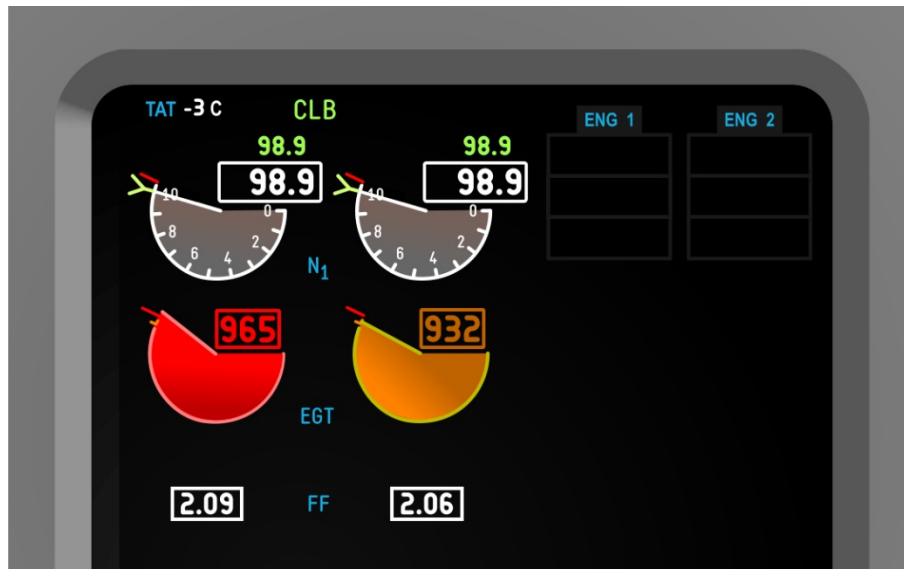 TAT -3 C CLB
ENG 1 ENG 2
98.9 98.9
98.9 98.9
10 0 10 0
8 2 8 2
6 4 6 4
N1
965 932
EGT
2.09 FF 2.06